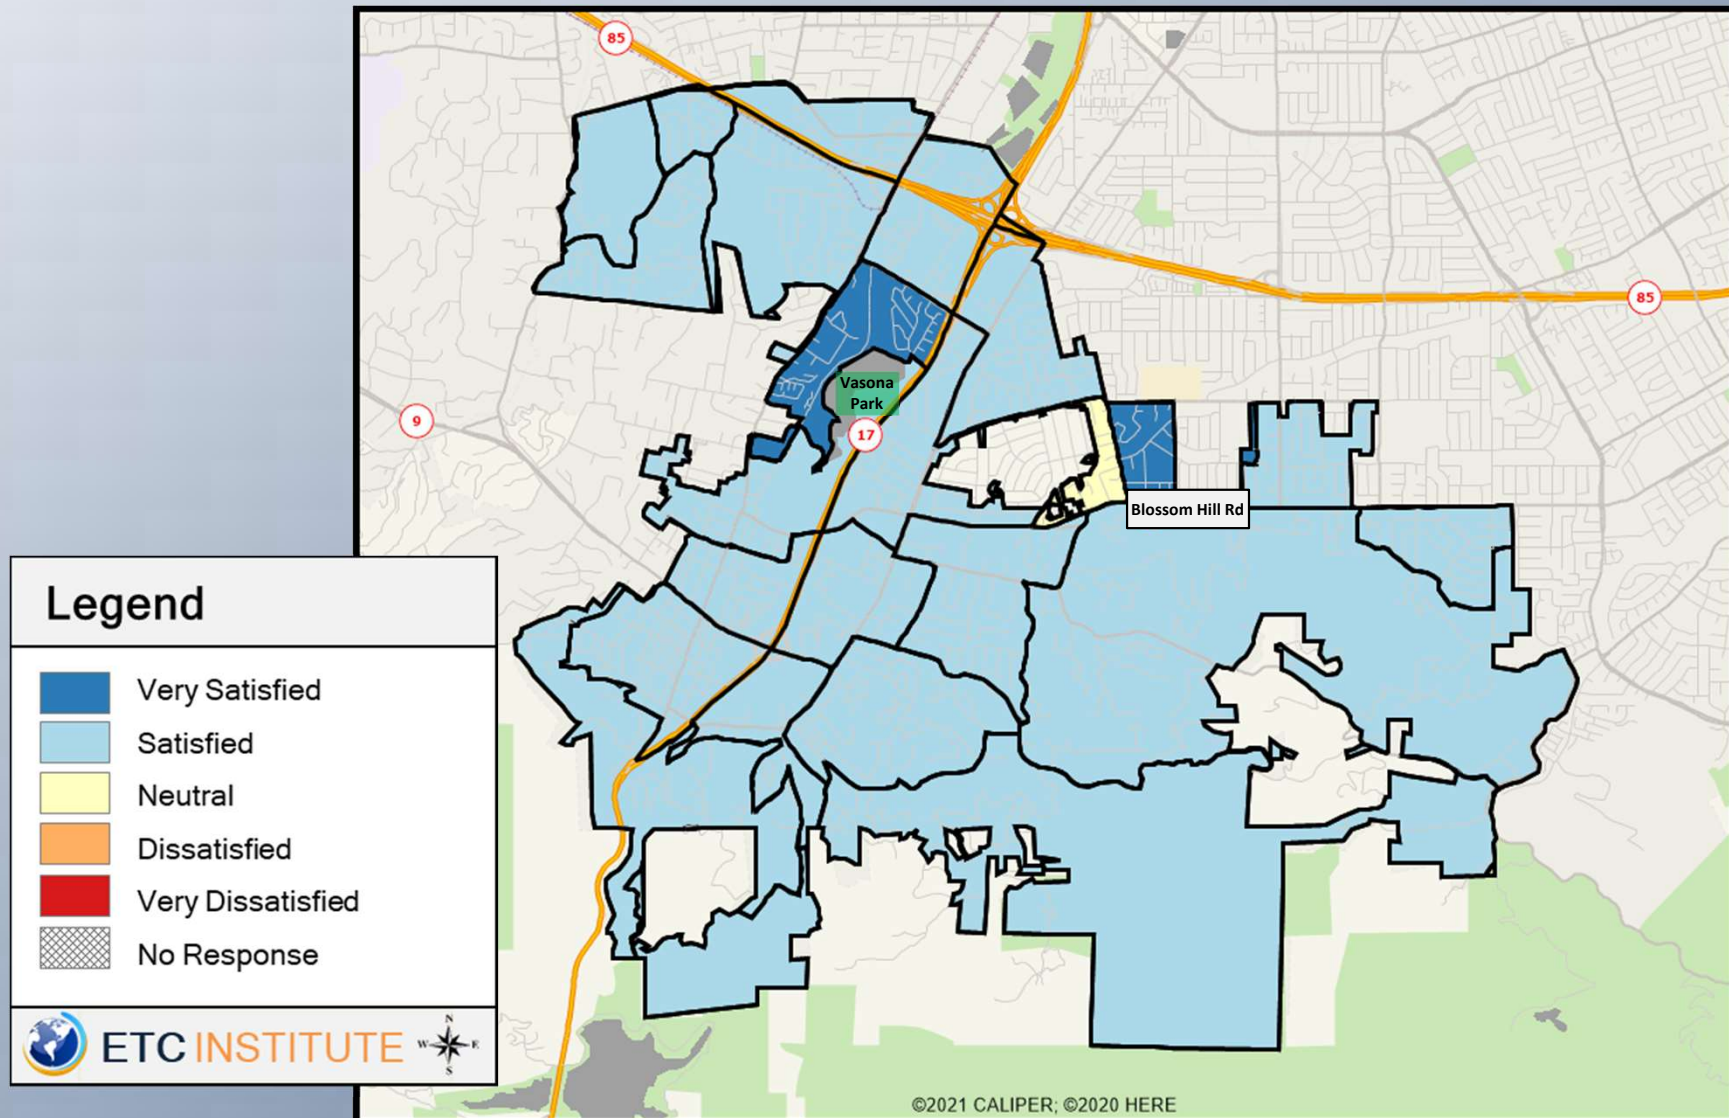 85
85
9
Vasona
Park
17
Blossom Hill Rd
Legend
Very Satisfied
Satisfied
Neutral
Dissatisfied
Very Dissatisfied
No Response
ETC INSTITUTE
N
W E
S
©2021 CALIPER; ©2020 HERE